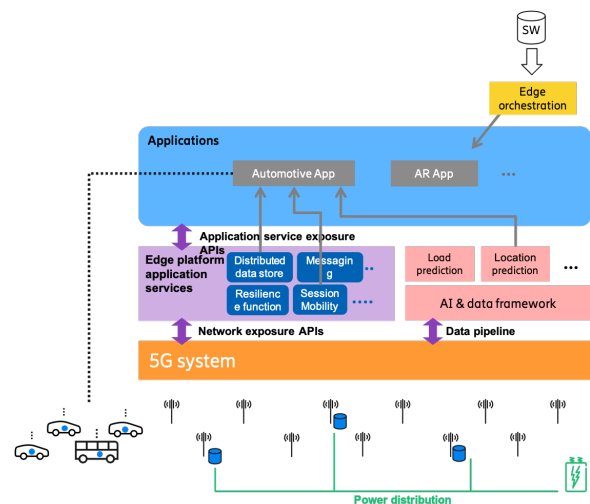 SW
Edge
orchestration
Applications
Automotive App
AR App
Application service exposure
APIs
Edge platform
application
services
Distributed
data store
Messagin
g
Resilienc
e function
Session
Mobility
Load
prediction
Location
prediction
AI & data framework
Network exposure APIs
Data pipeline
5G system
Power distribution